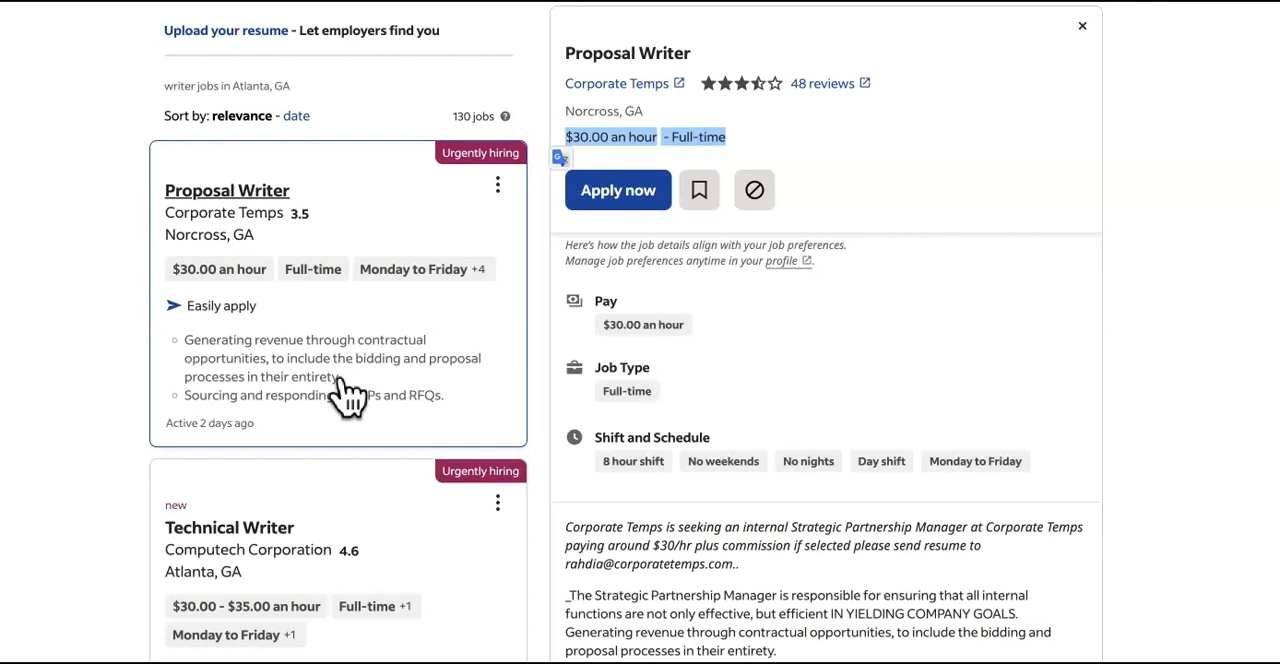 Upload your resume - Let employers find you
writer jobs in Atlanta, GA
Sort by: relevance - date
130 jobs
Urgently hiring
Proposal Writer
Corporate Temps 3.5
Norcross, GA
$30.00 an hour
Full-time
Monday to Friday +4
Easily apply
Generating revenue through contractual
opportunities, to include the bidding and proposal
processes in their entirety
Sourcing and responding Ps and RFQs.
Active 2 days ago
Urgently hiring
new
Technical Writer
Computech Corporation 4.6
Atlanta, GA
$30.00 - $35.00 an hour
Full-time +1
Monday to Friday +1
Proposal Writer
Corporate Temps
48 reviews
Norcross, GA
$30.00 an hour - Full-time
Apply now
Here's how the job details align with your job preferences.
Manage job preferences anytime in your profile.
Pay
$30.00 an hour
Job Type
Full-time
Shift and Schedule
8 hour shift
No weekends
No nights
Day shift
Monday to Friday
Corporate Temps is seeking an internal Strategic Partnership Manager at Corporate Temps
paying around $30/hr plus commission if selected please send resume to
rahdia@corporatetemps.com..
_The Strategic Partnership Manager is responsible for ensuring that all internal
functions are not only effective, but efficient IN YIELDING COMPANY GOALS.
Generating revenue through contractual opportunities, to include the bidding and
proposal processes in their entirety.